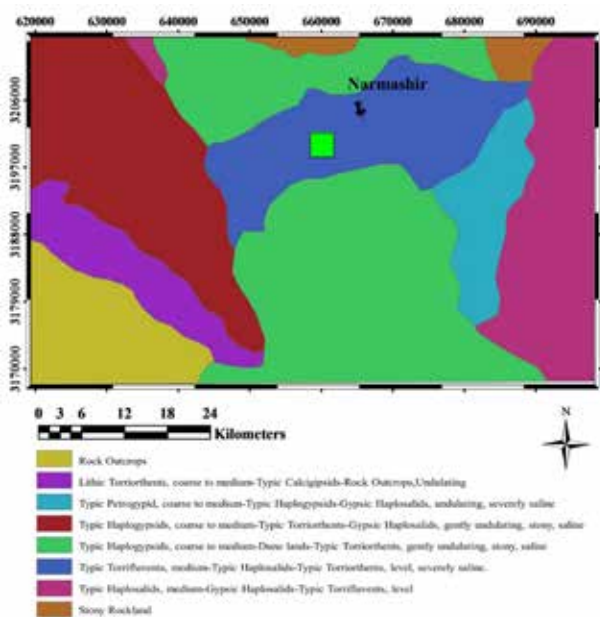 620000 630000 640000 650000 660000 670000 680000 690000
3206000
3197000
3188000
3179000
3170000
Narmashir
0 3 6 12 18 24
Kilometers
N
Rock Outcrops
Lithic Torriorthents, coarse to medium-Typic Calcigipsids-Rock Outcrops,Undulating
Typic Petrogypid, coarse to medium-Typic Haplogypsids-Gypsic Haplosalids, undulering, severely saline
Typic Haplogypsids, coarse to medium-Typic Torriorthents-Gypsic Haplosalids, gently undulating, stony, saline
Typic Haplogypsids, coarse to medium-Dune lands-Typic Torriorthents, gently undulering, stony, saline
Typic Torrifluvents, medium-Typic Haplosalids-Typic Torriorthents, level, severely saline.
Typic Haplosalids, medium-Gypsic Haplosalids-Typic Torrifluvents, level
Stony Rockland